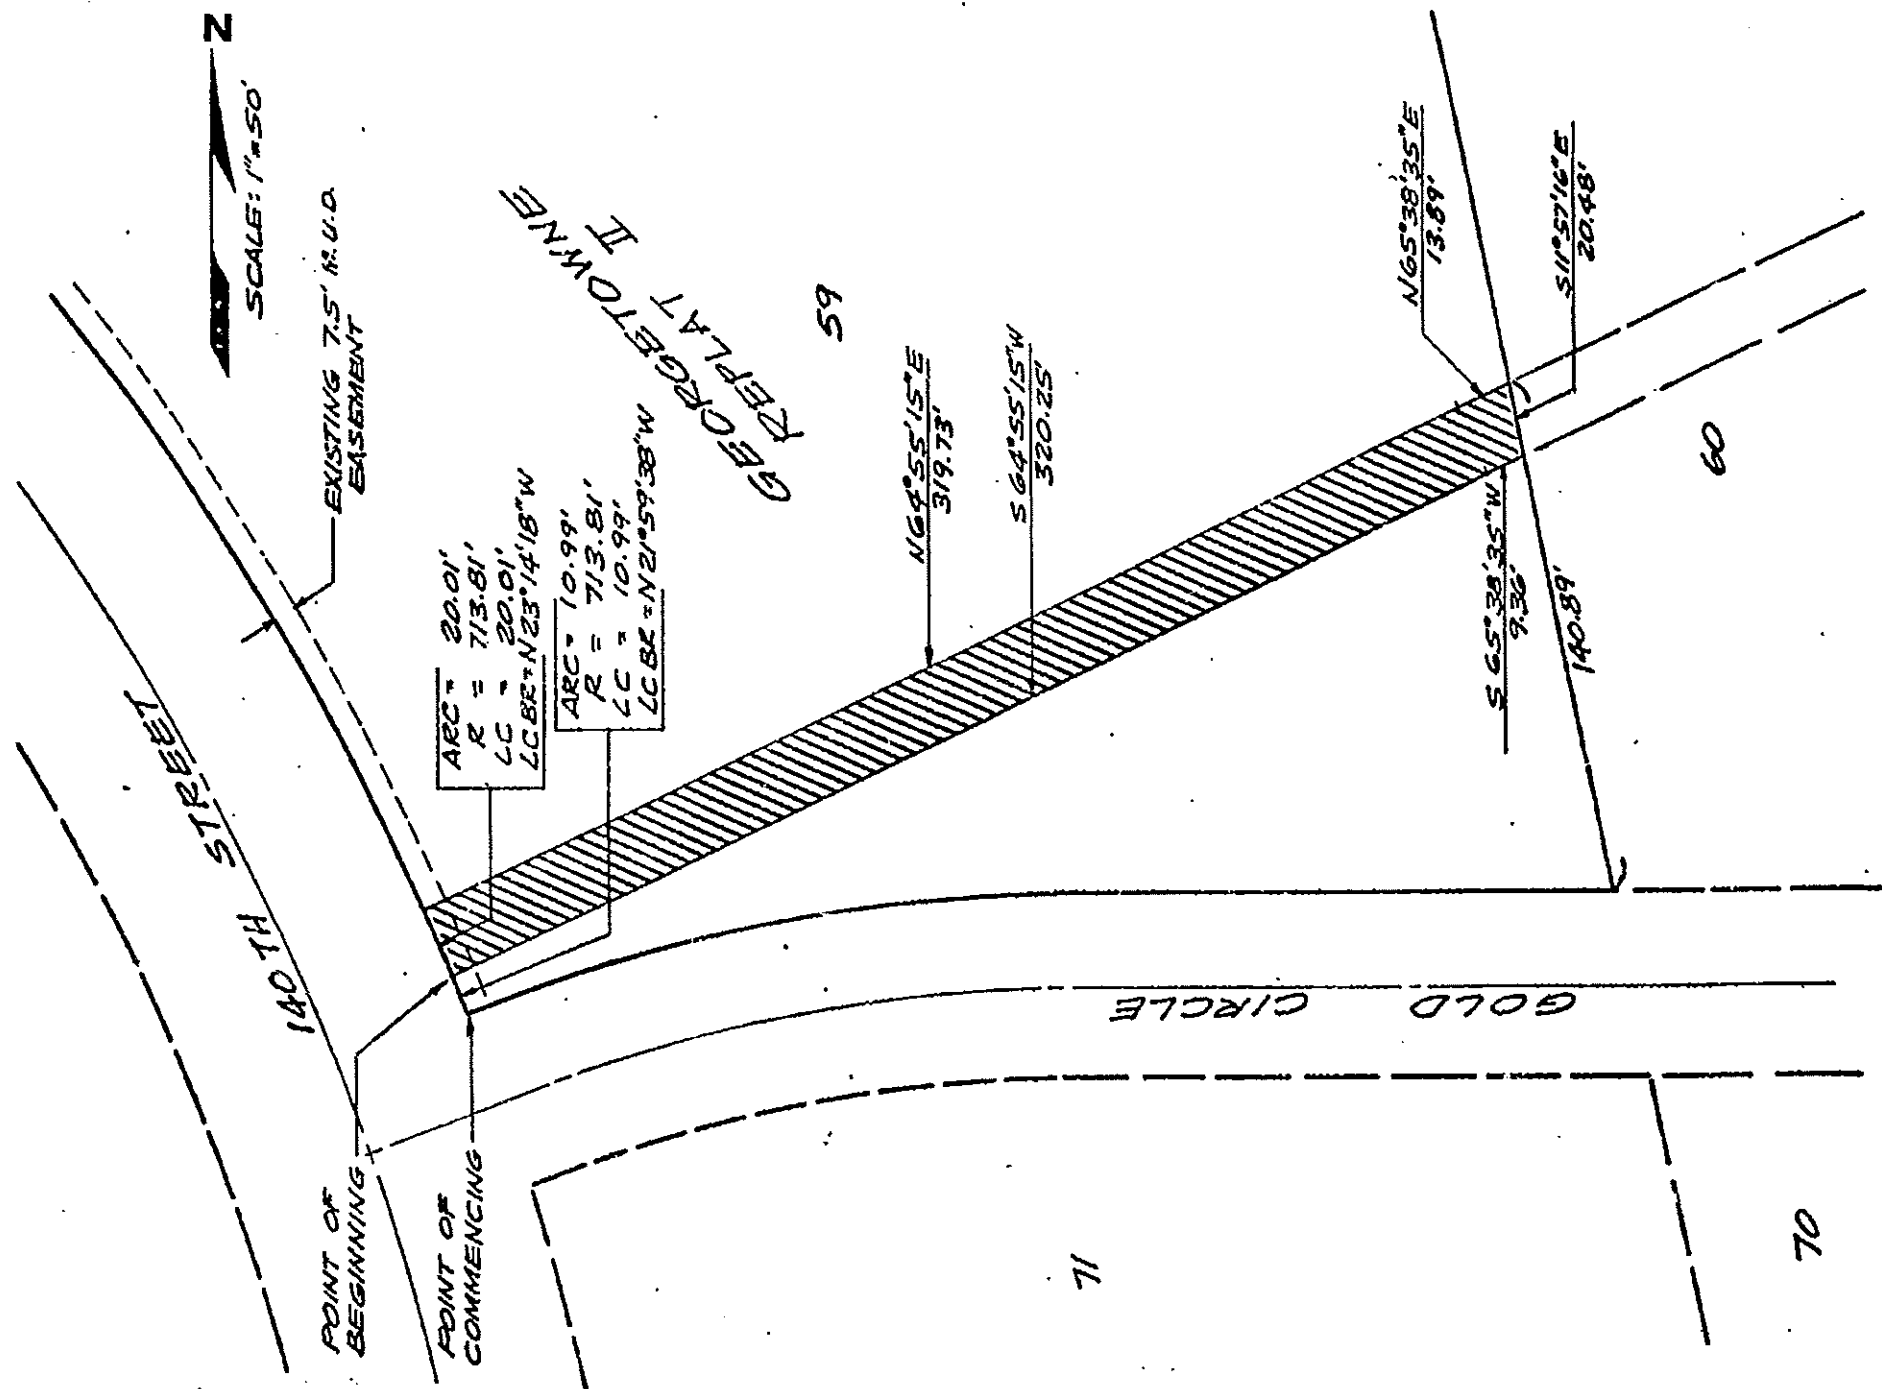 N
SCALE: 1"=50'
EXISTING 7.5' M.U.D.
EASEMENT
GEORGETOWNE
REPLAT
II
59
140TH STREET
ARC = 20.01'
R = 713.81'
LC = 20.01'
LC BR=N23°14'18"W
ARC = 10.99'
R = 713.81'
LC = 10.99'
LC BR=N21°59'38"W
N64°55'15"E
319.73'
S64°55'15"W
320.25'
N65°38'35"E
13.89'
S11°57'16"E
20.48'
S65°38'35"W
9.36'
140.89'
60
GOLD CIRCLE
POINT OF
BEGINNING
POINT OF
COMMENCING
71
70